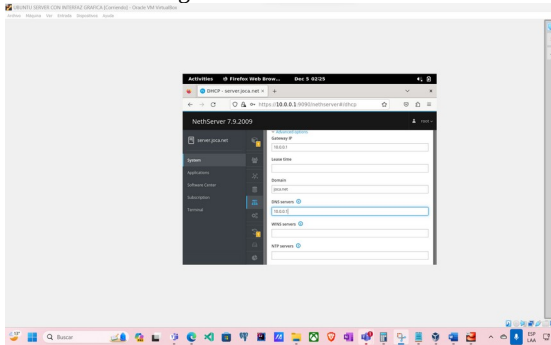 UBUNTU SERVER CON INTERFAZ GRAFICA [Corriendo] - Oracle VM VirtualBox
Archivo Máquina Ver Entrada Dispositivos Ayuda
Activities Firefox Web Brow... Dec 5 02:25
DHCP - server.joca.net × +
https://10.0.0.1:9090/nethserver#/dhcp
NethServer 7.9.2009
root
server.joca.net
System
Applications
Software Center
Subscription
Terminal
Advanced options
Gateway IP
10.0.0.1
Lease time
Domain
joca.net
DNS servers
10.0.0.1
WINS servers
NTP servers
13°
Buscar
ESP
LAA